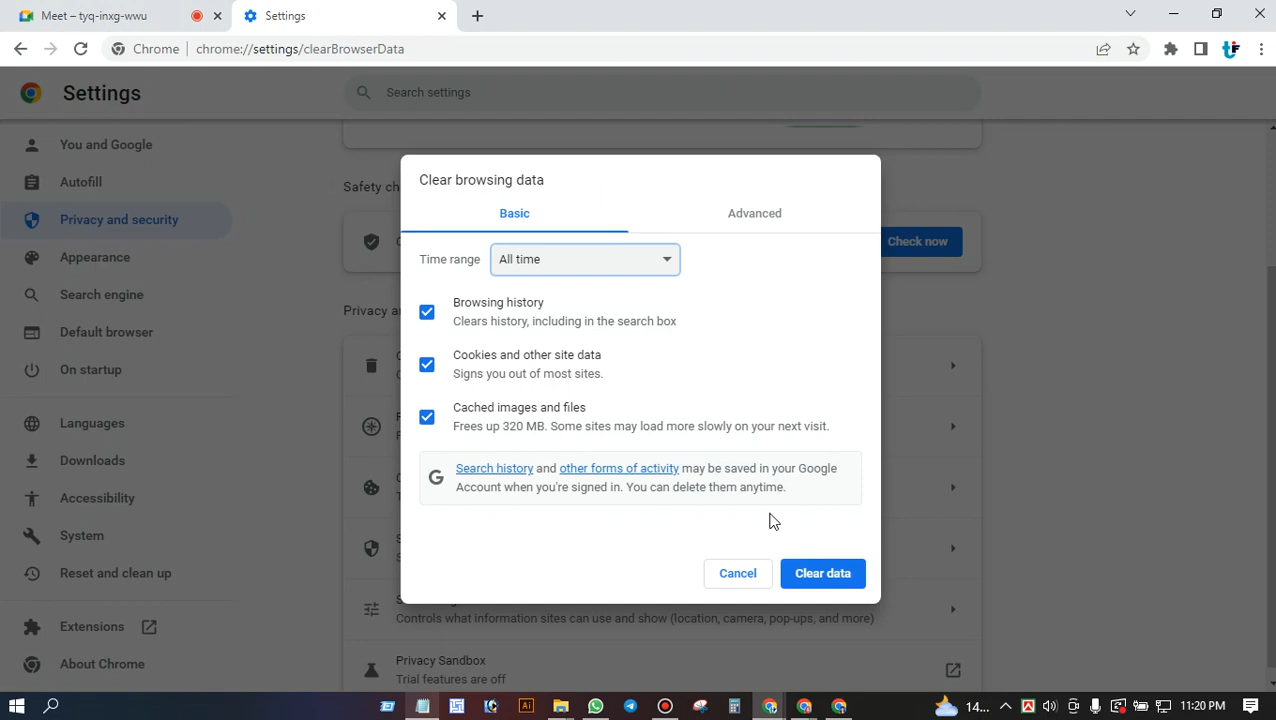 Meet – tyq-inxg-wwu
Settings
Chrome
chrome://settings/clearBrowserData
Settings
Search settings
You and Google
Autofill
Privacy and security
Appearance
Search engine
Default browser
On startup
Languages
Downloads
Accessibility
System
Reset and clean up
Extensions
About Chrome
Safety ch
Check now
Privacy a
Clear browsing data
Basic
Advanced
Time range
All time
Browsing history
Clears history, including in the search box
Cookies and other site data
Signs you out of most sites.
Cached images and files
Frees up 320 MB. Some sites may load more slowly on your next visit.
Search history and other forms of activity may be saved in your Google
Account when you're signed in. You can delete them anytime.
Cancel
Clear data
Controls what information sites can use and show (location, camera, pop-ups, and more)
Privacy Sandbox
Trial features are off
14...
11:20 PM